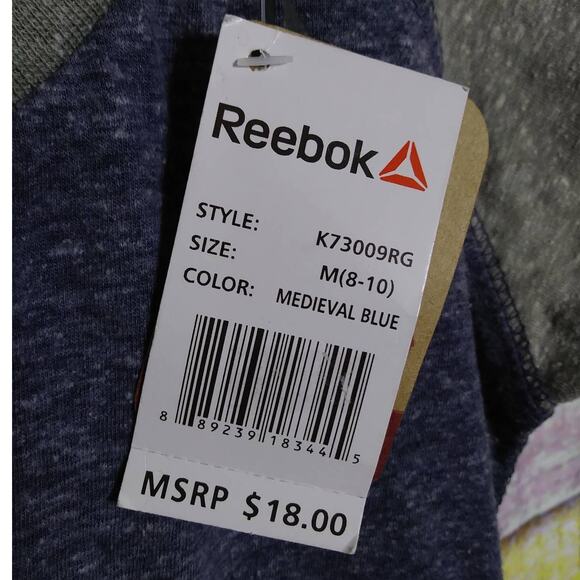 Reebok
STYLE: K73009RG
SIZE: M(8-10)
COLOR: MEDIEVAL BLUE
8 89239 18344 5
MSRP $18.00